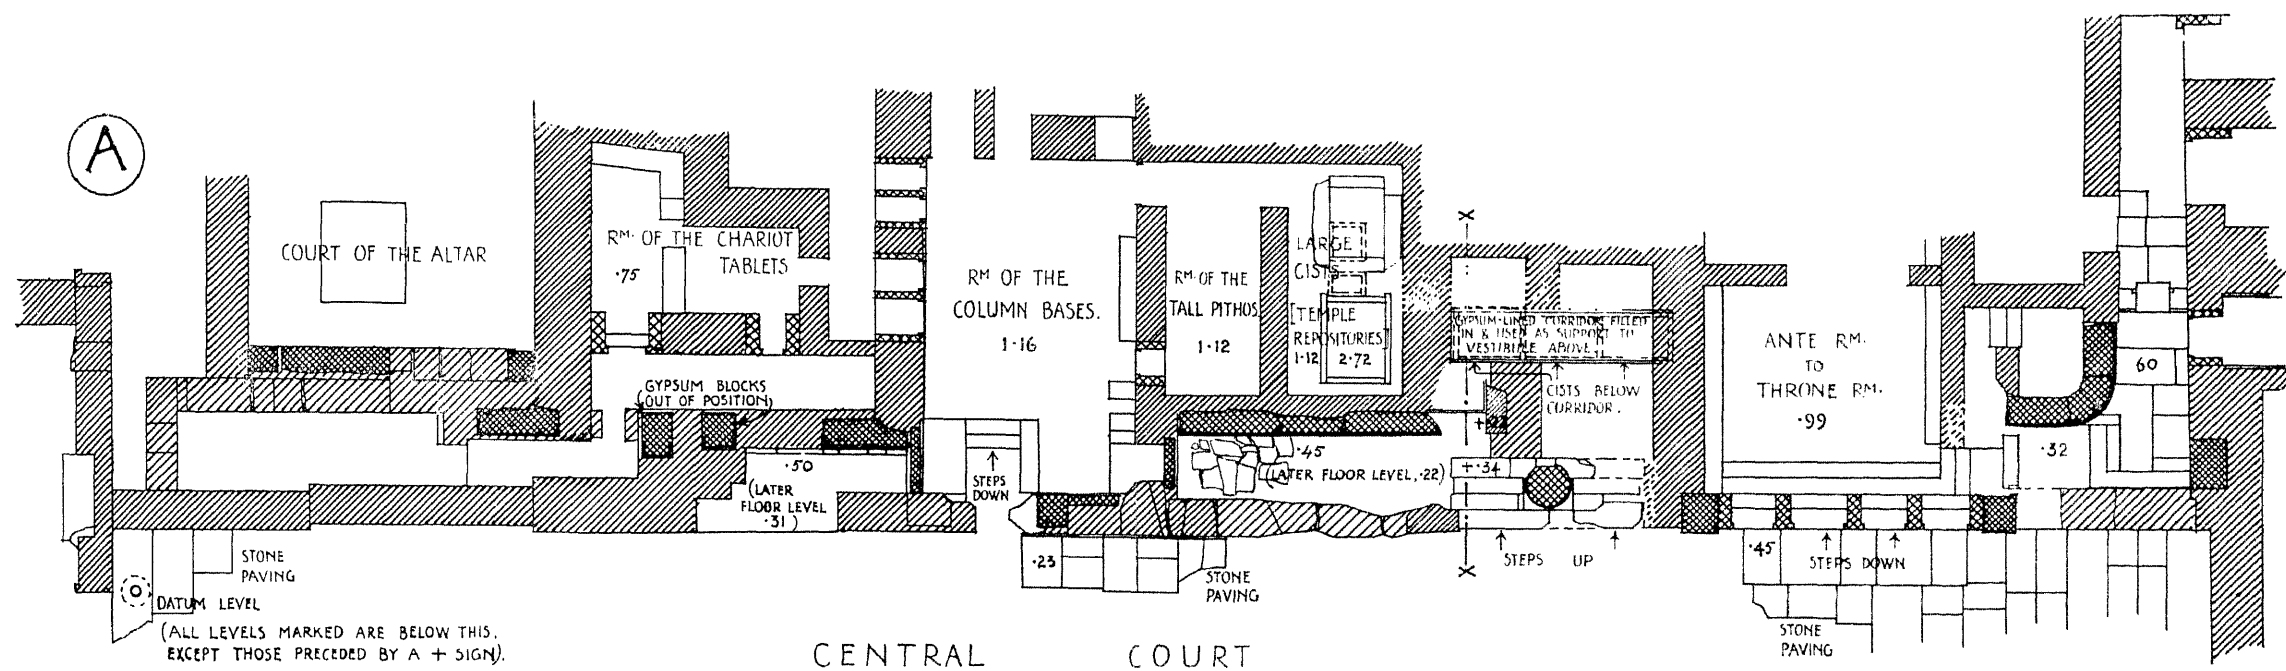 A
COURT OF THE ALTAR
RM. OF THE CHARIOT
TABLETS
·75
GYPSUM BLOCKS
(OUT OF POSITION)
·50
(LATER
FLOOR LEVEL
·31)
RM OF THE
COLUMN BASES.
1·16
STEPS
DOWN
RM. OF THE
TALL PITHOS
1·12
LARGE
CISTS
[TEMPLE
REPOSITORIES]
1·12 2·72
·45
(LATER FLOOR LEVEL, ·22)
X
GYPSUM-LINED CORRIDOR FILLED
IN & USED AS SUPPORT TO
VESTIBULE ABOVE
CISTS BELOW
CORRIDOR.
+·34
X
STEPS UP
ANTE RM.
TO
THRONE RM.
·99
60
·32
·45
STEPS DOWN
STONE
PAVING
·23
STONE
PAVING
STONE
PAVING
DATUM LEVEL
(ALL LEVELS MARKED ARE BELOW THIS,
EXCEPT THOSE PRECEDED BY A + SIGN).
CENTRAL COURT